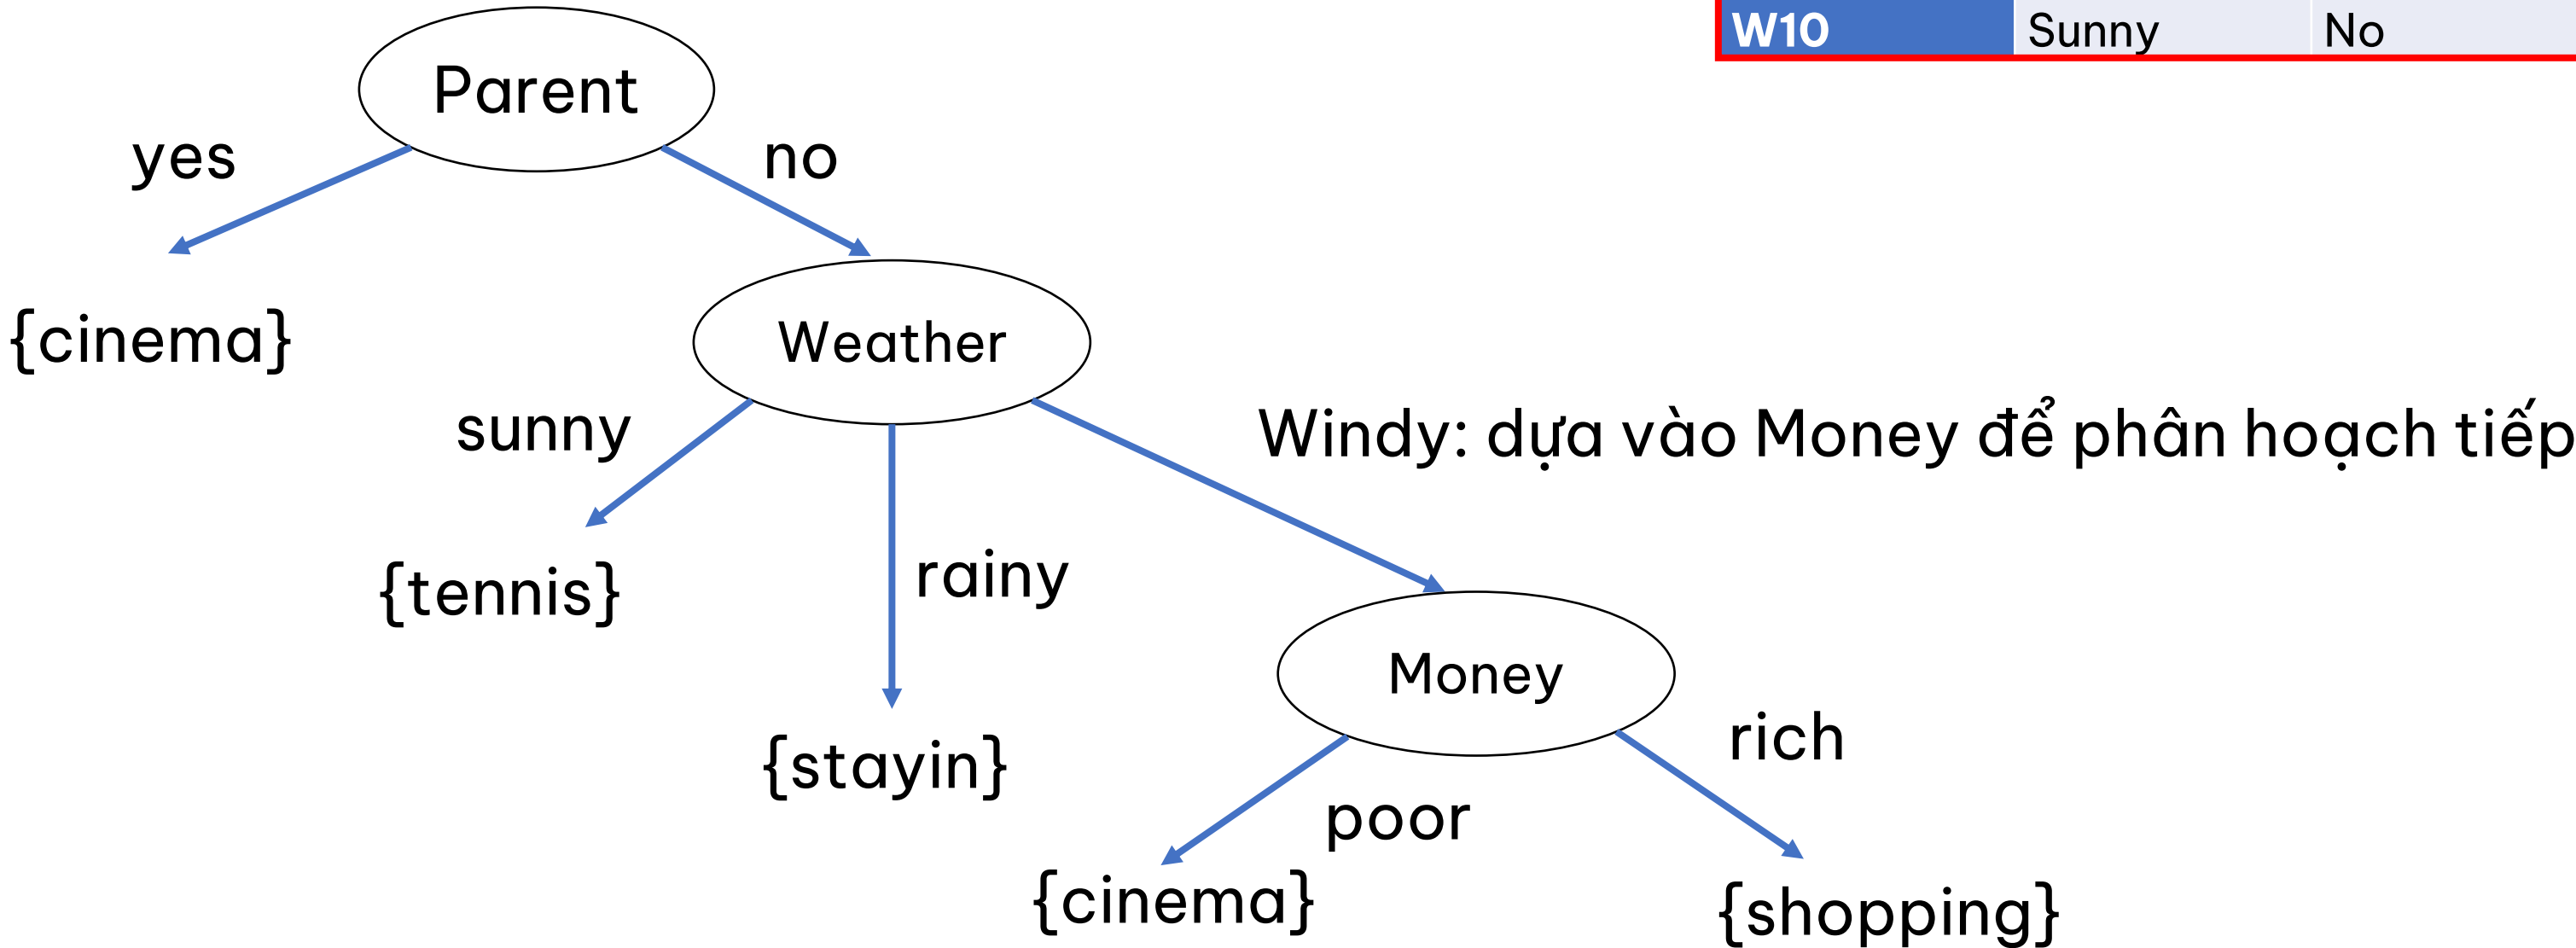 W10 Sunny No
Parent
yes
no
{cinema}
Weather
sunny
Windy: dựa vào Money để phân hoạch tiếp
{tennis}
rainy
Money
{stayin}
rich
poor
{cinema}
{shopping}